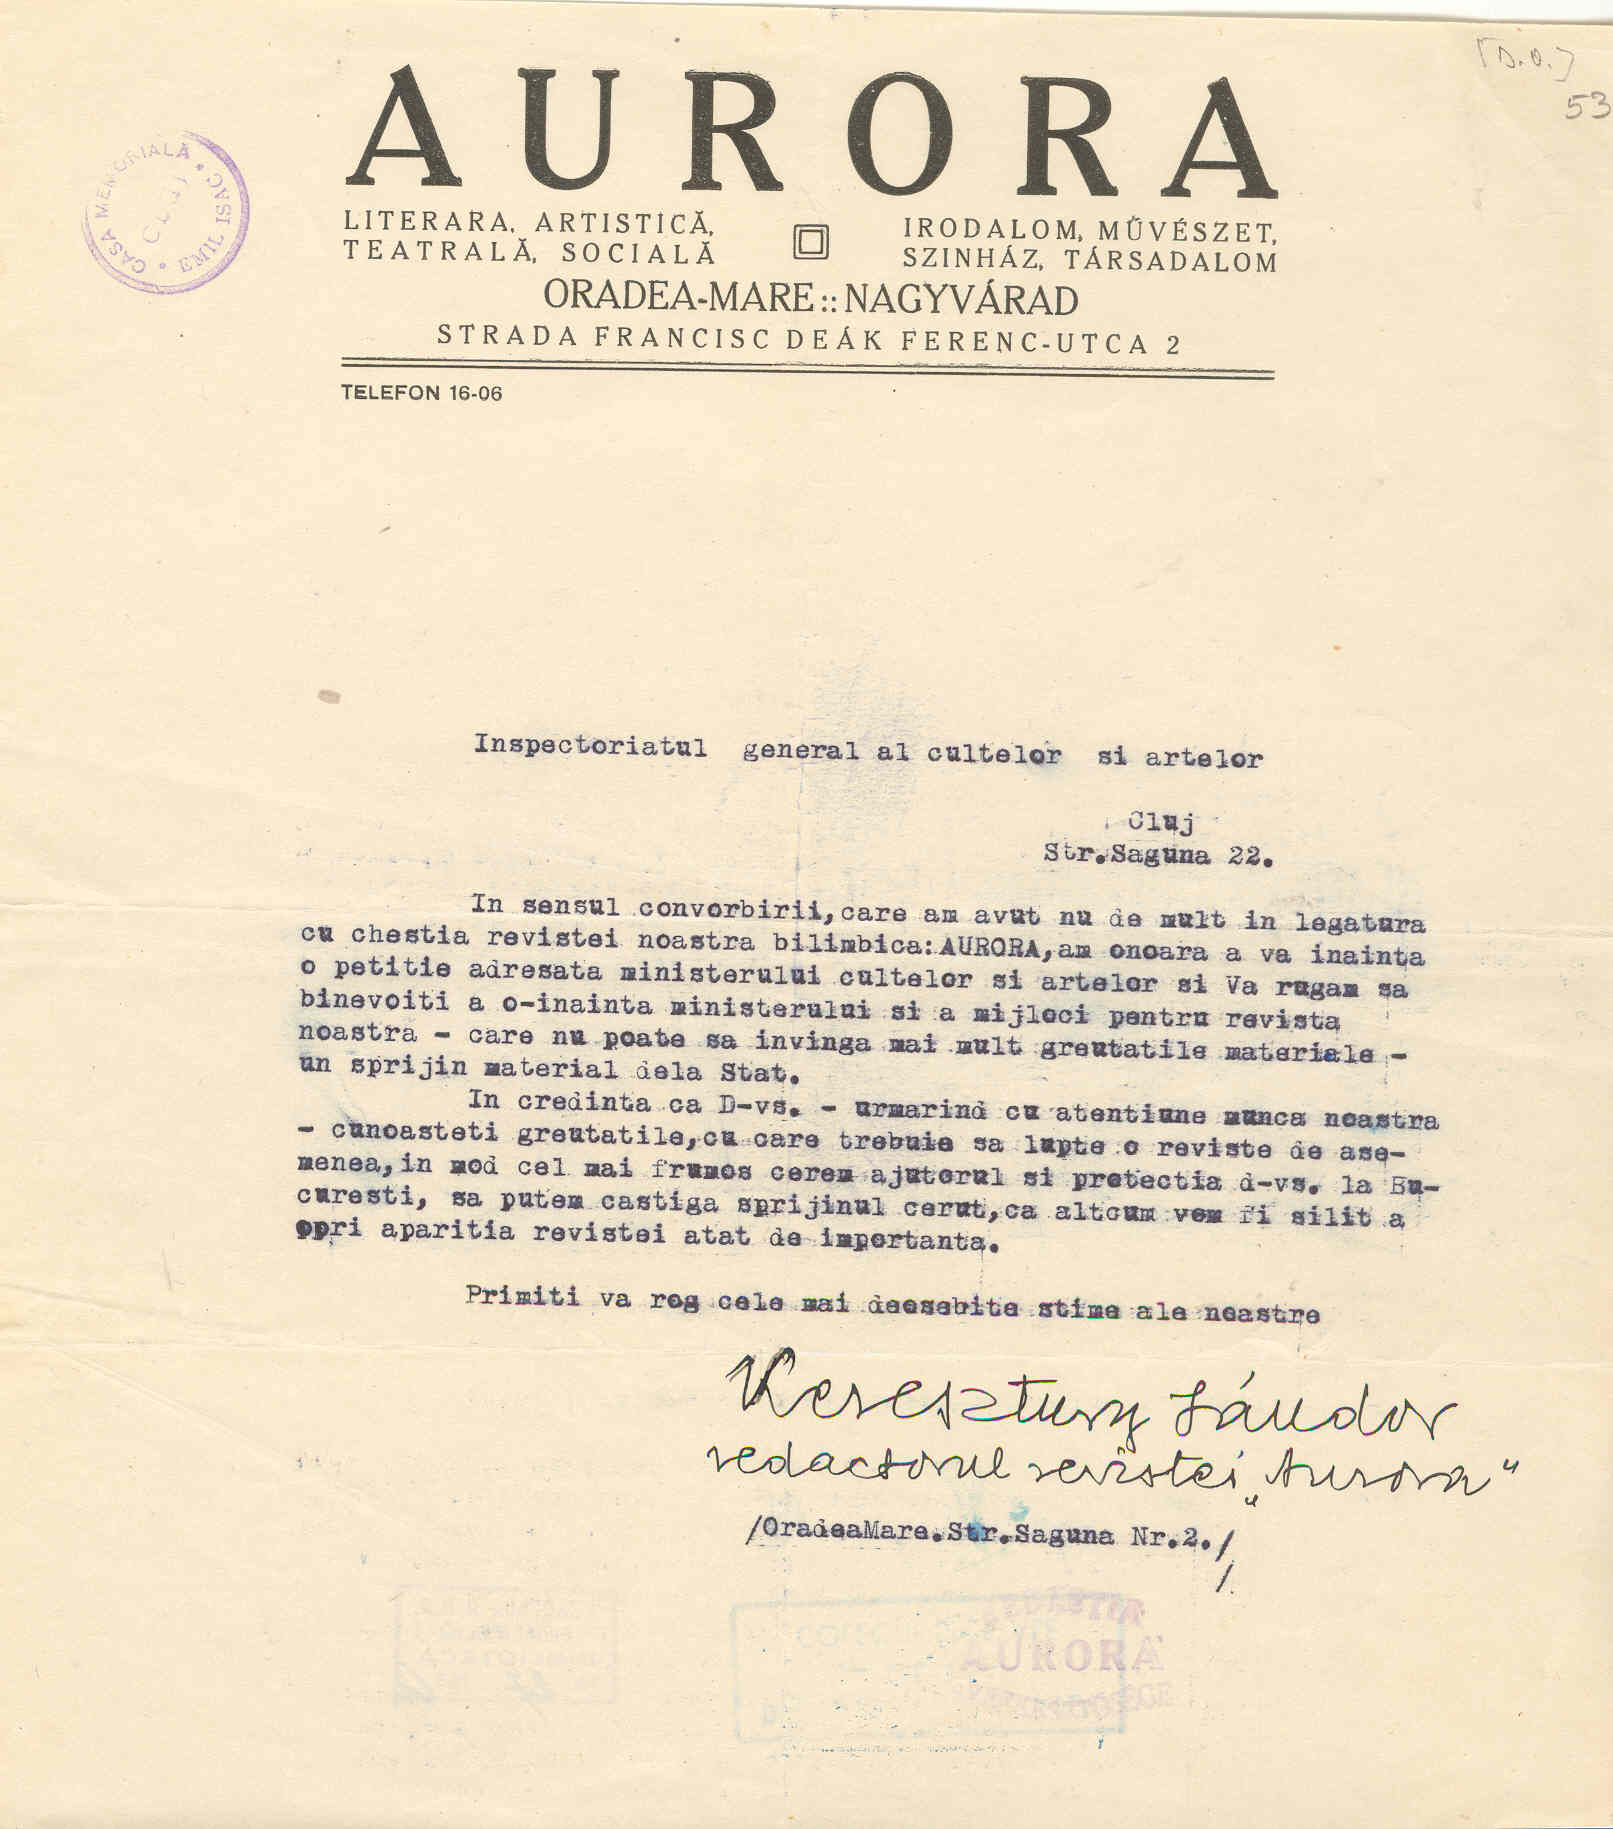 [D.O.]
53
AURORA
CASA MEMORIALĂ • EMIL ISAC •
LITERARA, ARTISTICĂ,
TEATRALĂ, SOCIALĂ
IRODALOM, MŰVÉSZET,
SZINHÁZ, TÁRSADALOM
ORADEA-MARE :: NAGYVÁRAD
STRADA FRANCISC DEÁK FERENC-UTCA 2
TELEFON 16-06
Inspectoriatul general al cultelor si artelor
Cluj
Str.Saguna 22.
In sensul convorbirii,care am avut nu de mult in legatura
cu chestia revistei noastra bilimbica:AURORA,am onoara a va inainta
o petitie adresata ministerului cultelor si artelor si Va rugam sa
binevoiti a o-inainta ministerului si a mijloci pentru revista
noastra - care nu poate sa invinga mai mult greutatile materiale -
un sprijin material dela Stat.
In credinta ca D-vs. - urmarind cu atentiune munca noastra
- cunoasteti greutatile,cu care trebuie sa lupte o reviste de ase-
menea,in mod cel mai frumos cerem ajutorul si protectia d-vs. la Bu-
curesti, sa putem castiga sprijinul cerut,ca altcum vom fi silit a
opri aparitia revistei atat de importanta.
Primiti va rog cele mai deosebite stime ale noastre
Keresztury Sándor
redactorul revistei „Aurora"
/OradeaMare.Str.Saguna Nr.2./
AURORA